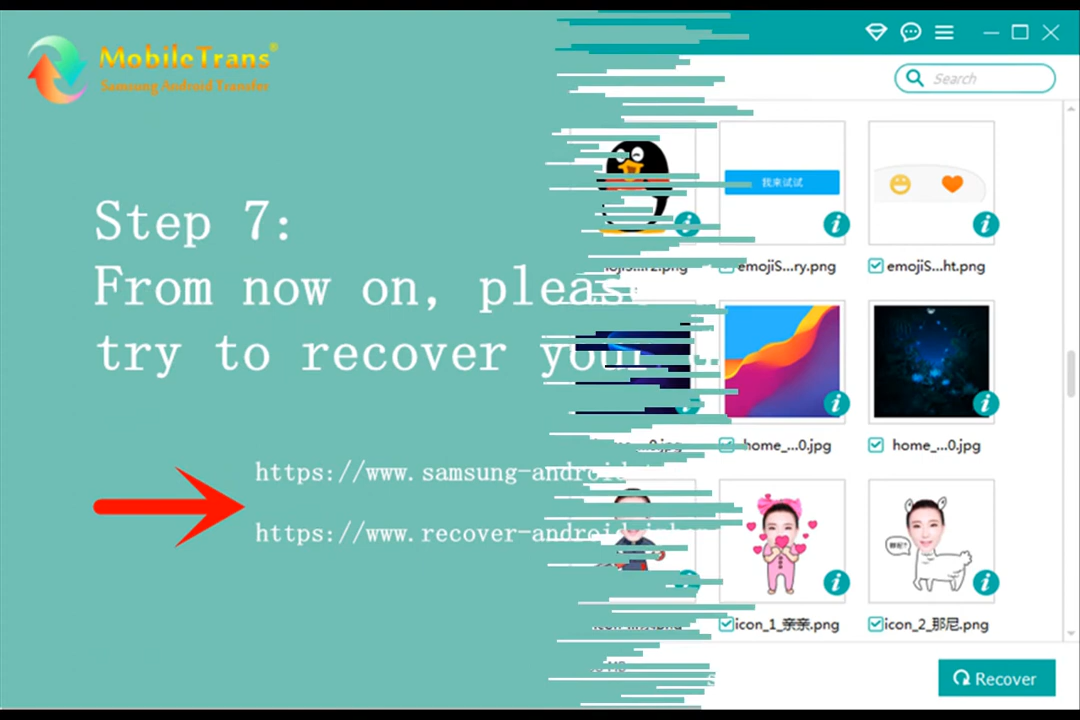 MobileTrans®
Samsung Android Transfer
Search
Step 7:
From now on, please
try to recover your
https://www.samsung-android
https://www.recover-android
我来试试
emojiS...ry.png
emojiS...ht.png
home_...0.jpg
home_...0.jpg
icon_1_亲亲.png
icon_2_那尼.png
Recover